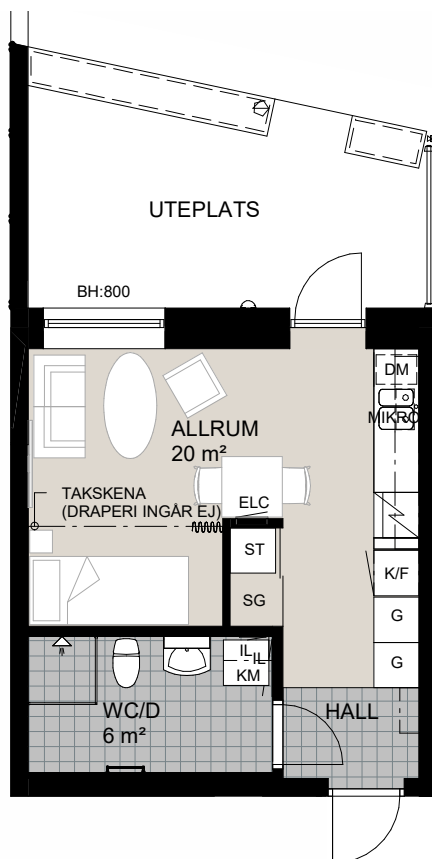 UTEPLATS
BH:800
DM
MIKRO
ALLRUM
20 m²
TAKSKENA
(DRAPERI INGÅR EJ)
ELC
ST
K/F
SG
G
IL
IL
KM
G
WC/D
6 m²
HALL